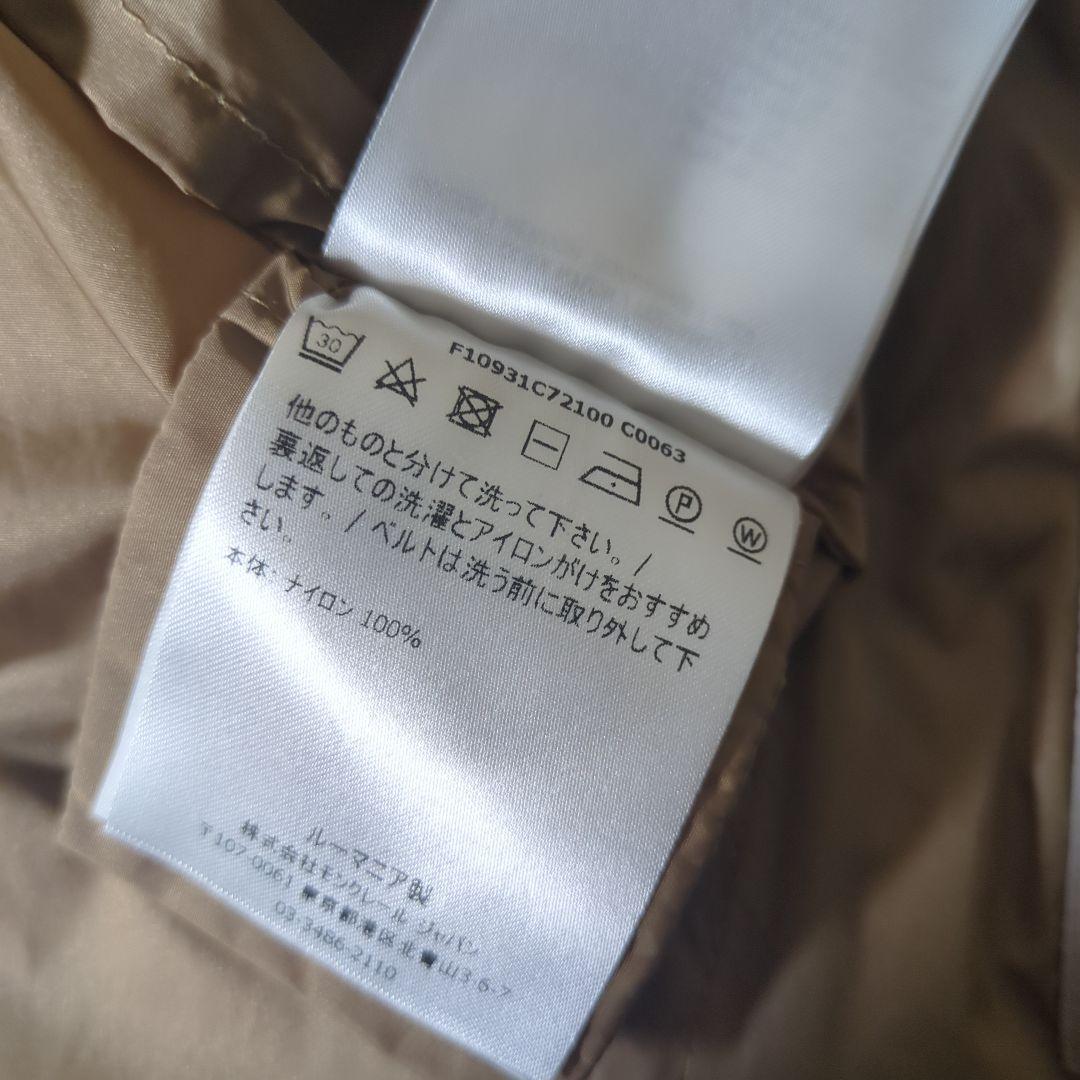 F10931C72100 C0063
30
P
W
他のものと分けて洗って下さい。/
裏返しての洗濯とアイロンがけをおすすめ
します。/ ベルトは洗う前に取り外して下
さい。
本体: ナイロン 100%
ルーマニア製
株式会社モンクレール ジャパン
〒107-0061 東京都港区北青山3-6-7
03-3486-2110